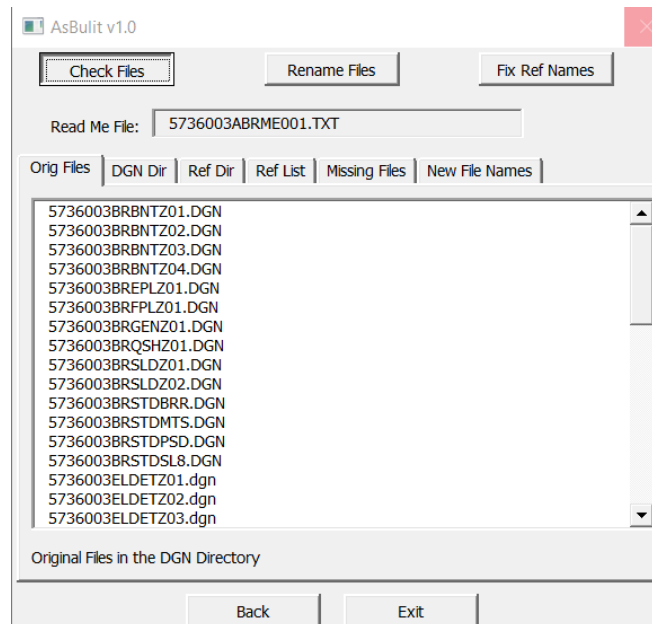 AsBulit v1.0
Check Files
Rename Files
Fix Ref Names
Read Me File:
5736003ABRME001.TXT
Orig Files
DGN Dir
Ref Dir
Ref List
Missing Files
New File Names
5736003BRBNTZ01.DGN
5736003BRBNTZ02.DGN
5736003BRBNTZ03.DGN
5736003BRBNTZ04.DGN
5736003BREPLZ01.DGN
5736003BRFPLZ01.DGN
5736003BRGENZ01.DGN
5736003BRQSHZ01.DGN
5736003BRSLDZ01.DGN
5736003BRSLDZ02.DGN
5736003BRSTDBRR.DGN
5736003BRSTDMTS.DGN
5736003BRSTDPSD.DGN
5736003BRSTDSL8.DGN
5736003ELDETZ01.dgn
5736003ELDETZ02.dgn
5736003ELDETZ03.dgn
Original Files in the DGN Directory
Back
Exit